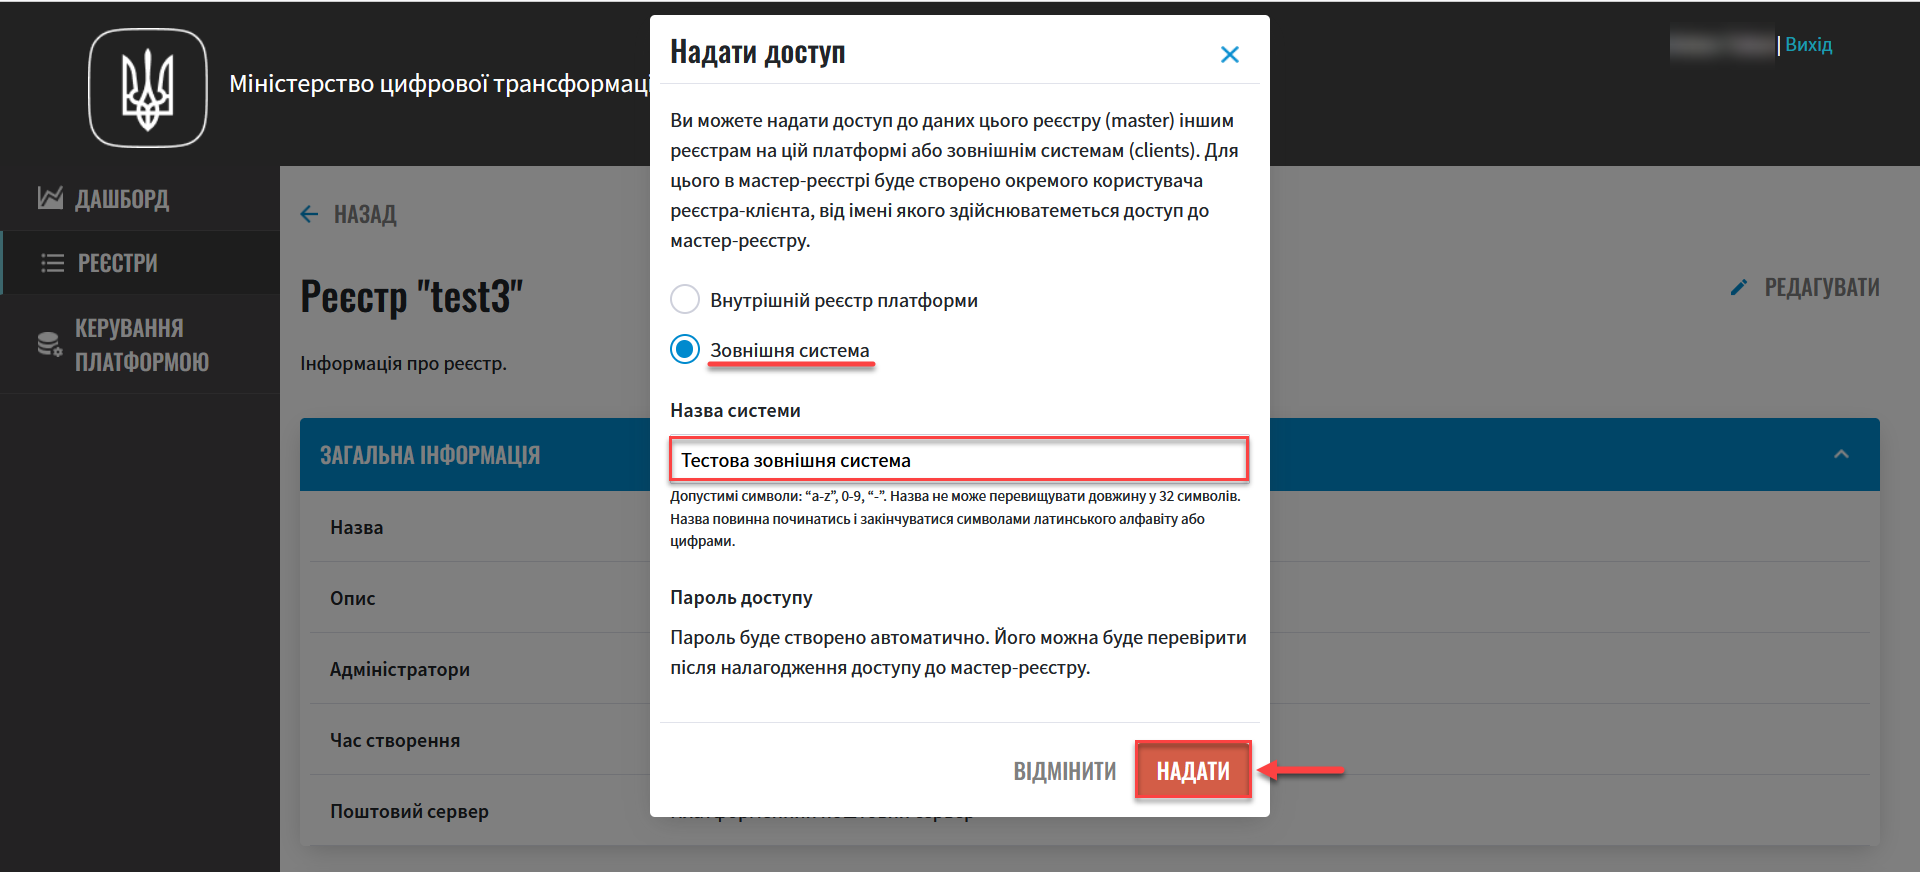 Міністерство цифрової трансформаці
Вихід
ДАШБОРД
РЕЄСТРИ
КЕРУВАННЯ
ПЛАТФОРМОЮ
НАЗАД
Реєстр "test3"
РЕДАГУВАТИ
Інформація про реєстр.
ЗАГАЛЬНА ІНФОРМАЦІЯ
Назва
Опис
Адміністратори
Час створення
Поштовий сервер
Надати доступ
Ви можете надати доступ до даних цього реєстру (master) іншим
реєстрам на цій платформі або зовнішнім системам (clients). Для
цього в мастер-реєстрі буде створено окремого користувача
реєстра-клієнта, від імені якого здійснюватеметься доступ до
мастер-реєстру.
Внутрішній реєстр платформи
Зовнішня система
Назва системи
Тестова зовнішня система
Допустимі символи: “a-z”, 0-9, “-”. Назва не може перевищувати довжину у 32 символів.
Назва повинна починатись і закінчуватися символами латинського алфавіту або
цифрами.
Пароль доступу
Пароль буде створено автоматично. Його можна буде перевірити
після налагодження доступу до мастер-реєстру.
ВІДМІНИТИ
НАДАТИ